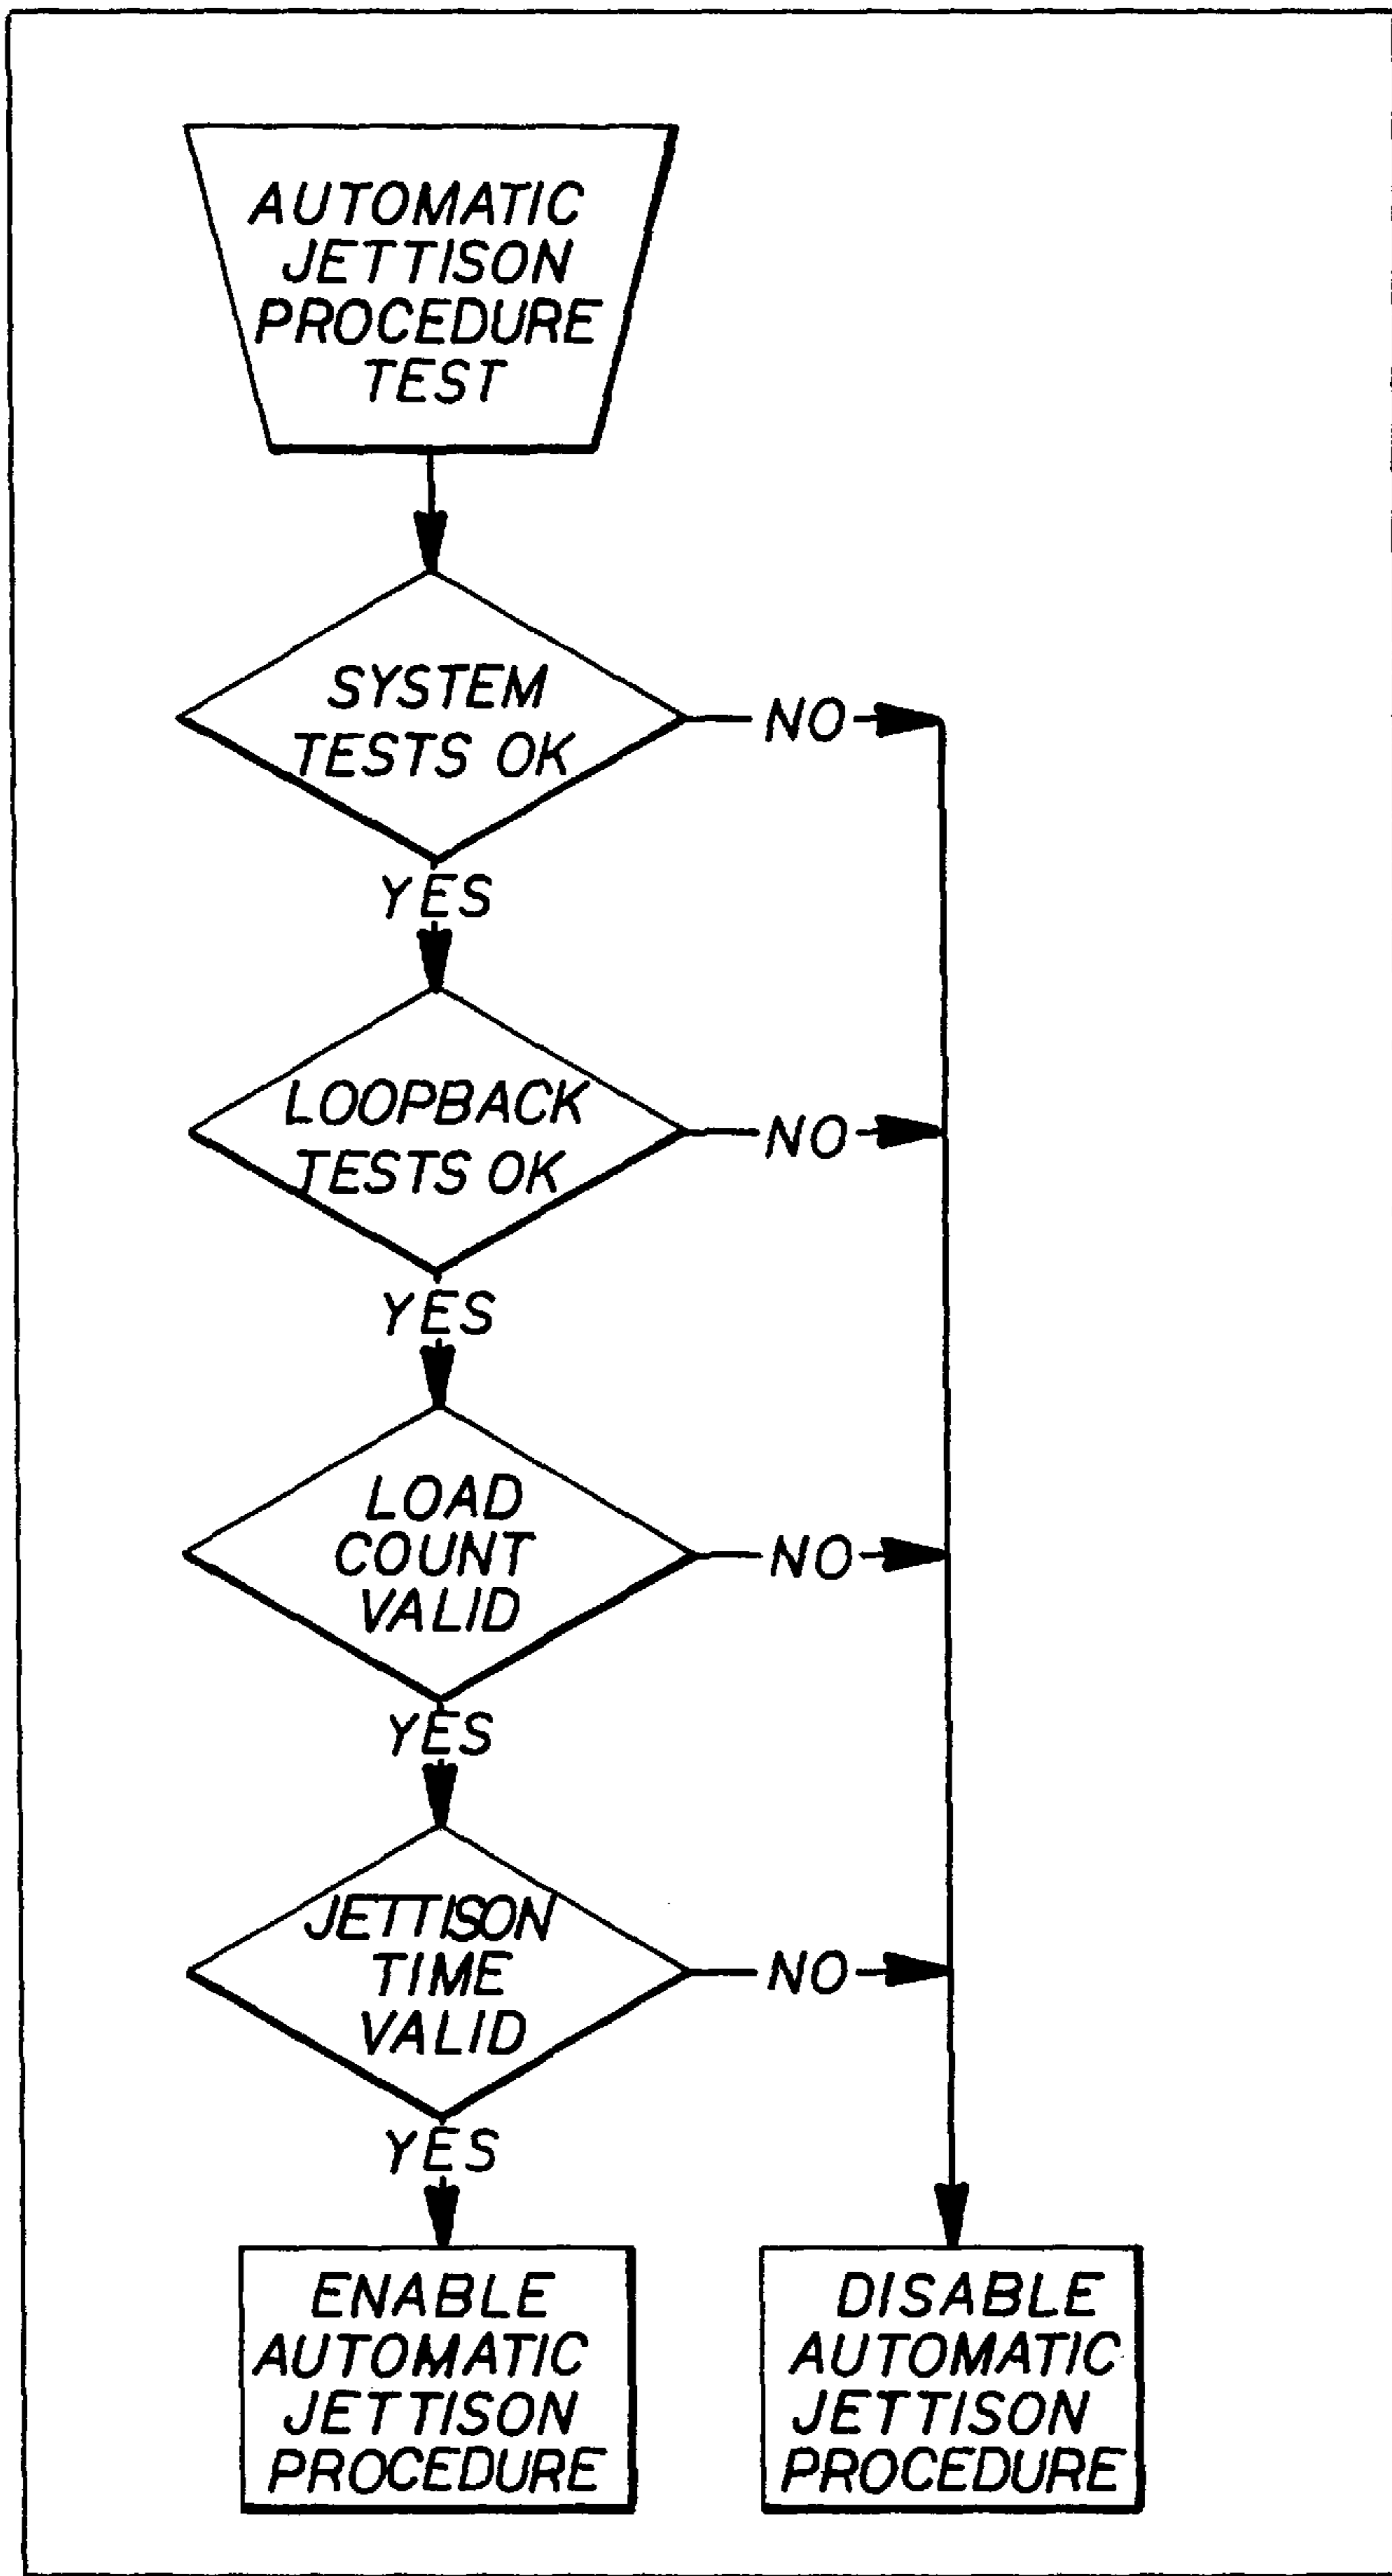 AUTOMATIC
JETTISON
PROCEDURE
TEST
SYSTEM
TESTS OK
NO
YES
LOOPBACK
TESTS OK
NO
YES
LOAD
COUNT
VALID
NO
YES
JETTISON
TIME
VALID
NO
YES
ENABLE
AUTOMATIC
JETTISON
PROCEDURE
DISABLE
AUTOMATIC
JETTISON
PROCEDURE